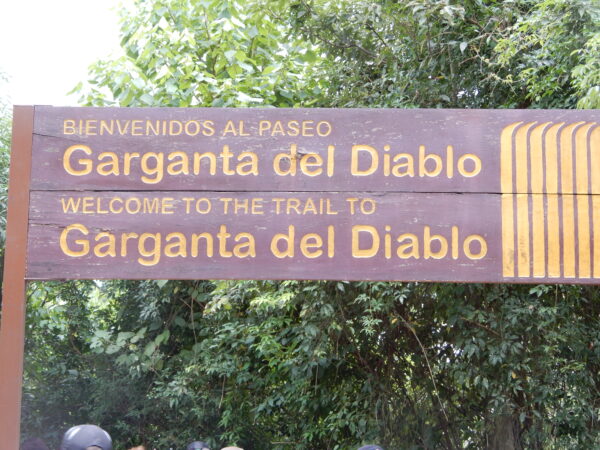 BIENVENIDOS AL PASEO
Garganta del Diablo
WELCOME TO THE TRAIL TO
Garganta del Diablo